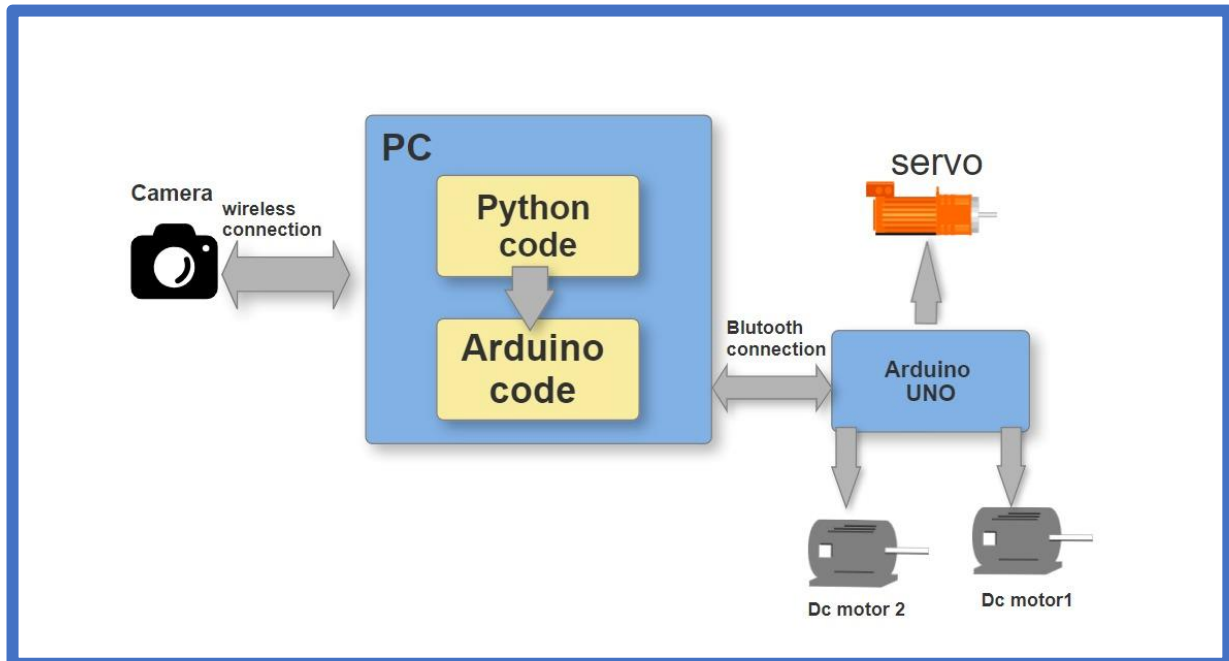 PC
Camera
wireless
connection
Python
code
Arduino
code
Blutooth
connection
servo
Arduino
UNO
Dc motor 2
Dc motor1